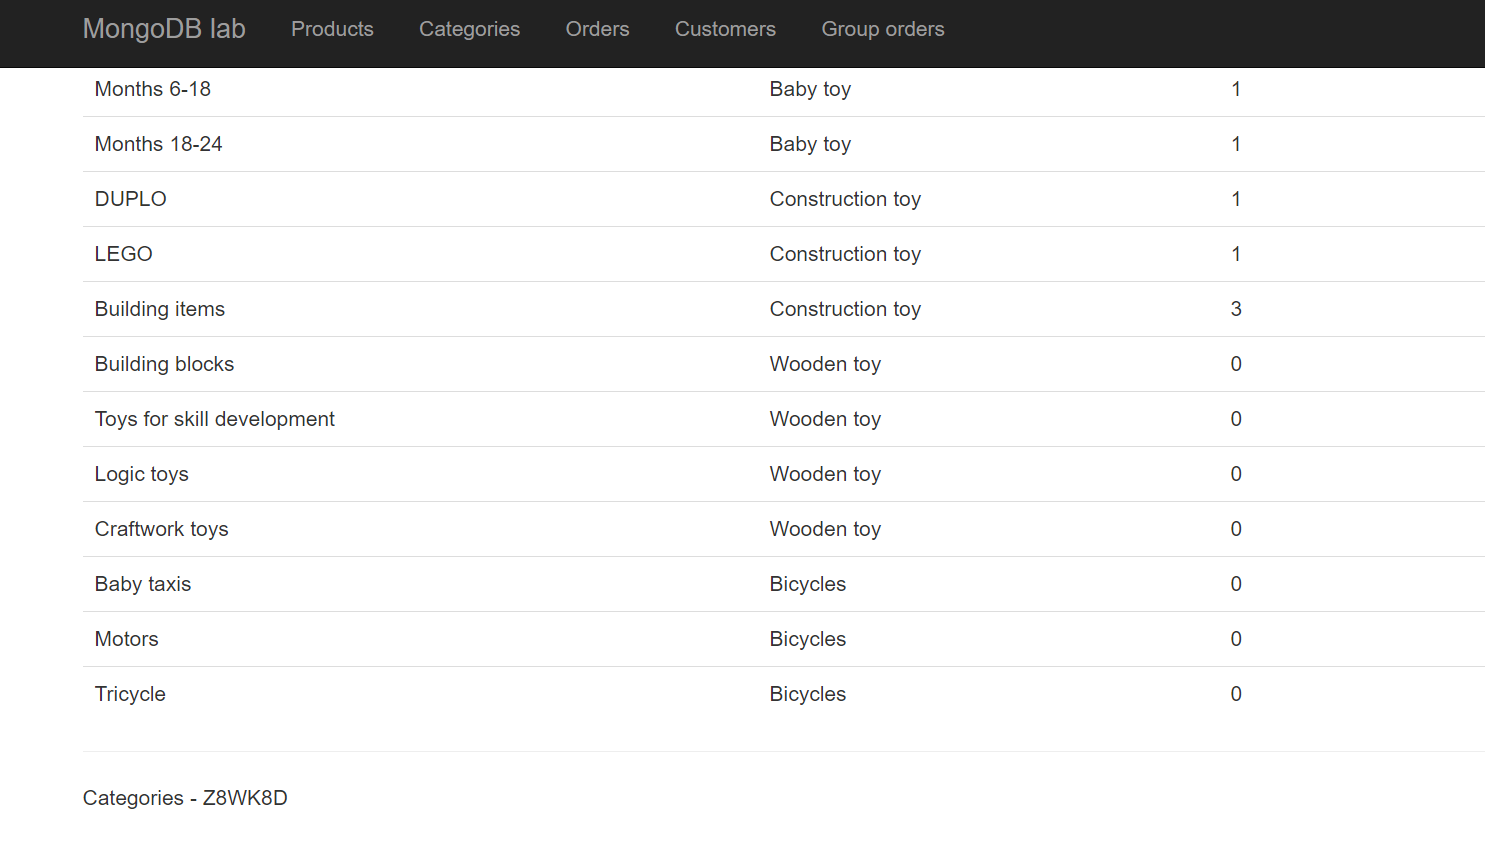 MongoDB lab Products Categories Orders Customers Group orders
Months 6-18 Baby toy 1
Months 18-24 Baby toy 1
DUPLO Construction toy 1
LEGO Construction toy 1
Building items Construction toy 3
Building blocks Wooden toy 0
Toys for skill development Wooden toy 0
Logic toys Wooden toy 0
Craftwork toys Wooden toy 0
Baby taxis Bicycles 0
Motors Bicycles 0
Tricycle Bicycles 0
Categories - Z8WK8D